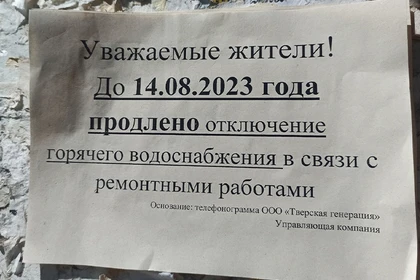 Уважаемые жители!
До 14.08.2023 года
продлено отключение
горячего водоснабжения в связи с
ремонтными работами
Основание: телефонограмма ООО «Тверская генерация»
Управляющая компания